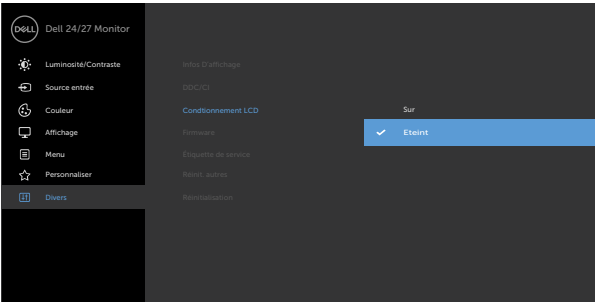 DELL Dell 24/27 Monitor
Luminosité/Contraste
Source entrée
Couleur
Affichage
Menu
Personnaliser
Divers
Infos D'affichage
DDC/CI
Condtionnement LCD
Firmware
Étiquette de service
Réinit. autres
Réinitialisation
Sur
Eteint